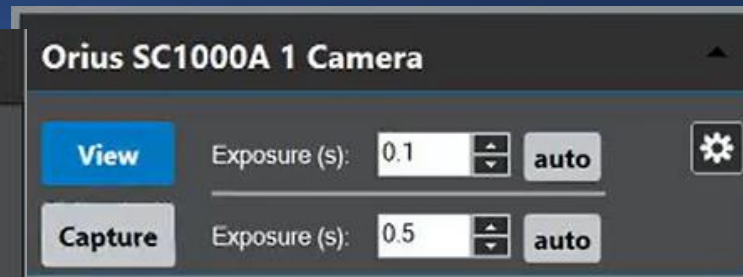 Orius SC1000A 1 Camera
View Exposure (s): 0.1 auto
Capture Exposure (s): 0.5 auto